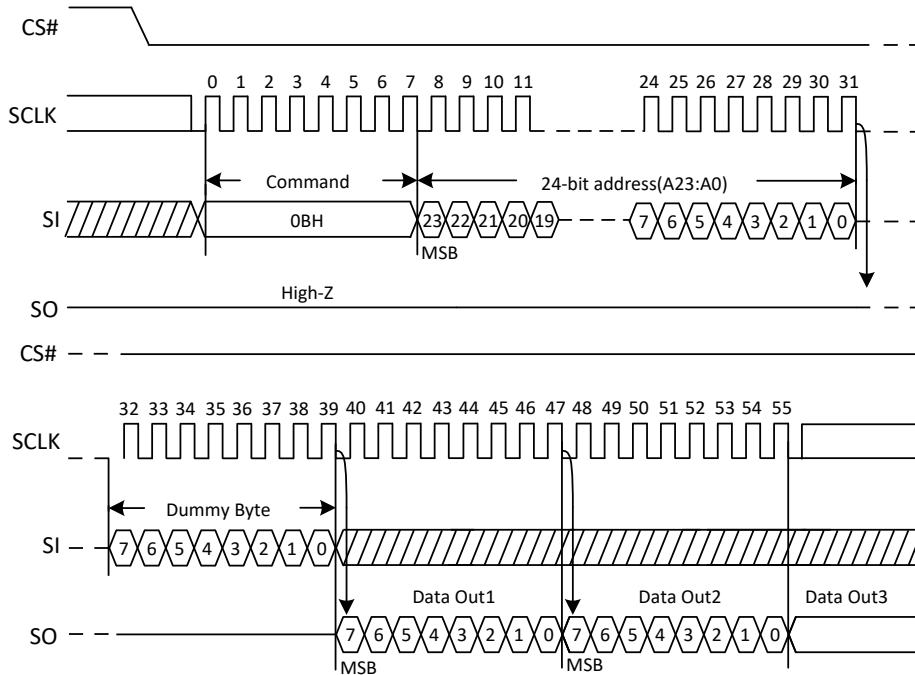 CS#
0 1 2 3 4 5 6 7 8 9 10 11 24 25 26 27 28 29 30 31
SCLK
Command 24-bit address(A23:A0)
SI 0BH 23 22 21 20 19 7 6 5 4 3 2 1 0
MSB
High-Z
SO
CS#
32 33 34 35 36 37 38 39 40 41 42 43 44 45 46 47 48 49 50 51 52 53 54 55
SCLK
Dummy Byte
SI 7 6 5 4 3 2 1 0
Data Out1 Data Out2 Data Out3
SO 7 6 5 4 3 2 1 0 7 6 5 4 3 2 1 0
MSB MSB